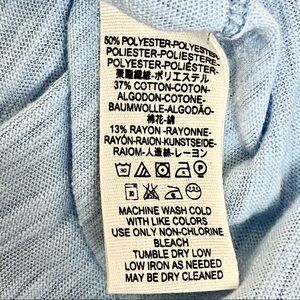 50% POLYESTER-POLYESTER
POLIESTER-POLIESTERE-
POLYESTER-POLIÉSTER-
聚酯纖維-ポリエステル
37% COTTON-COTON-
ALGODON-COTONE-
BAUMWOLLE-ALGODÃO-
棉花-綿
13% RAYON-RAYONNE-
RAYÓN-RAION-KUNSTSEIDE-
RAIOM-人造絲-レーヨン
MACHINE WASH COLD
WITH LIKE COLORS
USE ONLY NON-CHLORINE
BLEACH
TUMBLE DRY LOW
LOW IRON AS NEEDED
MAY BE DRY CLEANED